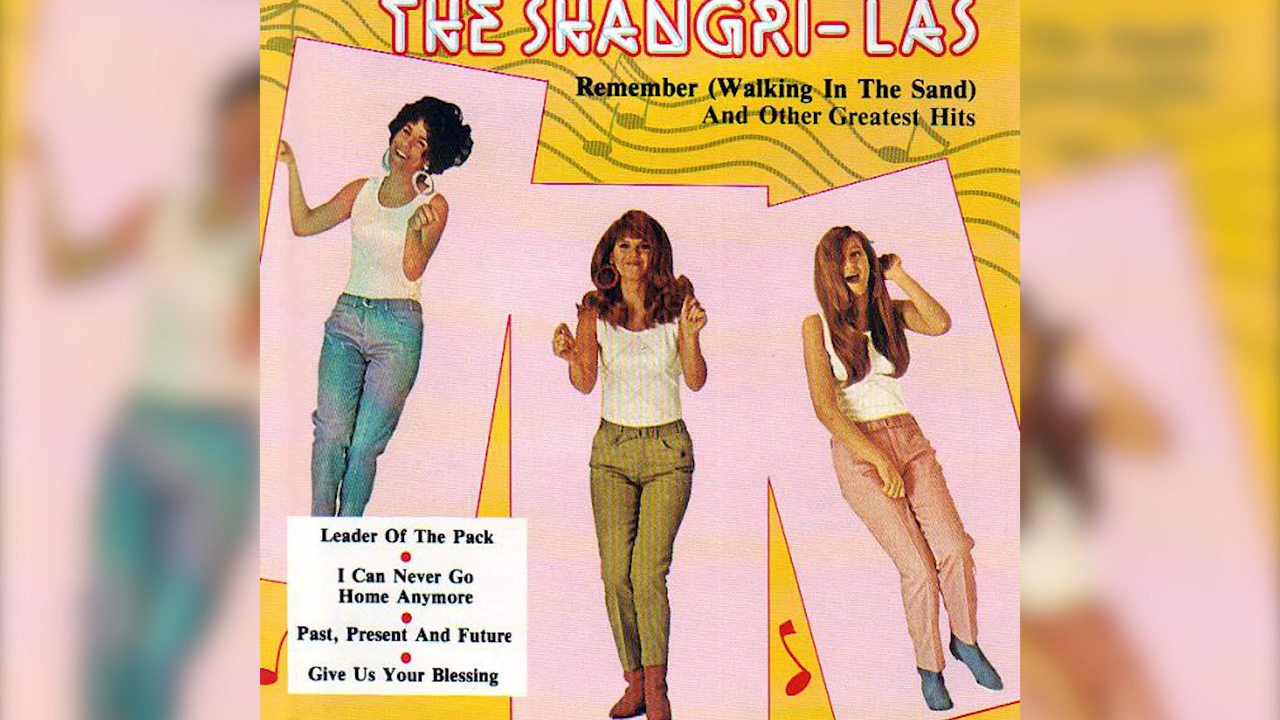 THE SHANGRI-LAS
Remember (Walking In The Sand)
And Other Greatest Hits
Leader Of The Pack
I Can Never Go
Home Anymore
Past, Present And Future
Give Us Your Blessing